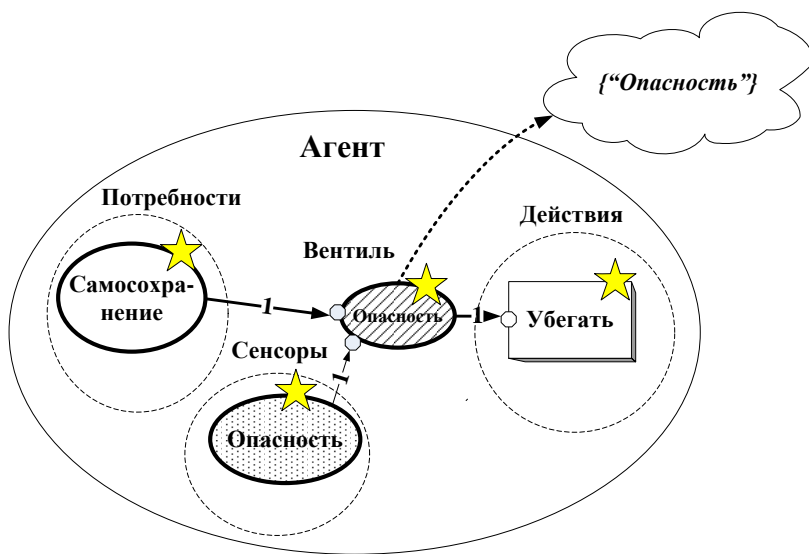 {“Опасность”}
Агент
Потребности
Действия
Вентиль
Самосохра-
нение
1
Опасность
1
Убегать
Сенсоры
1
Опасность